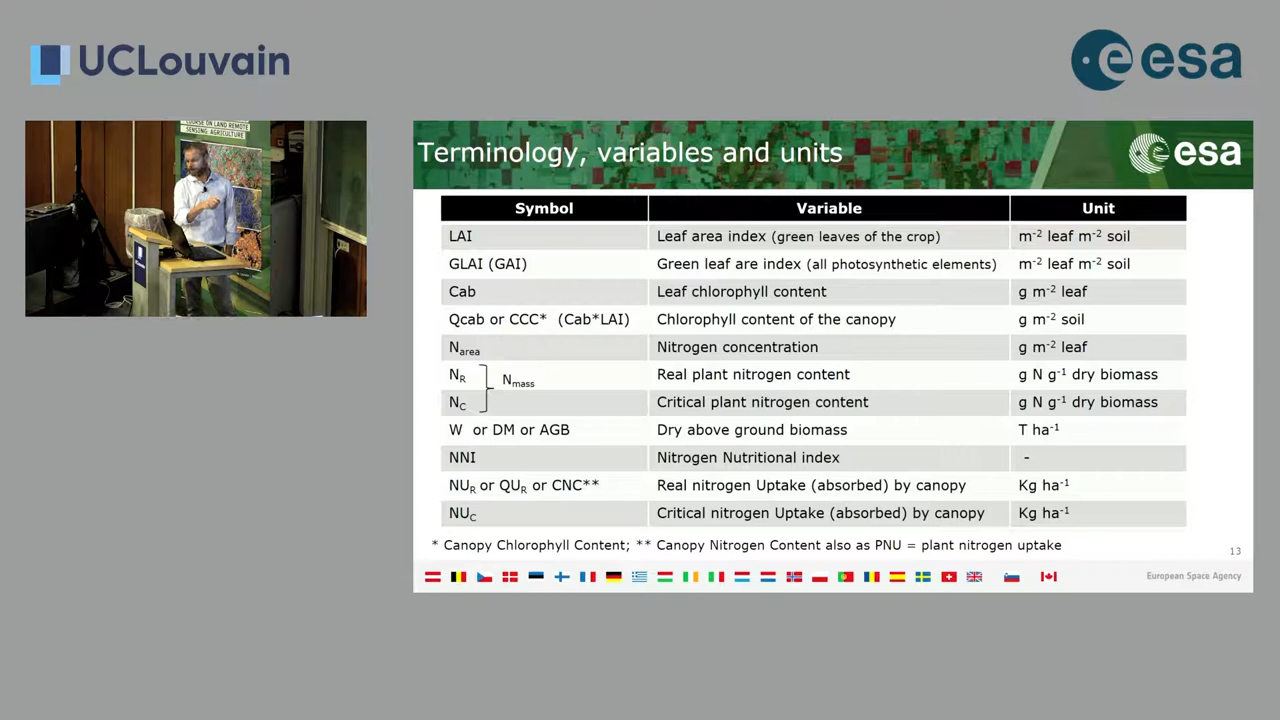 UCLouvain
esa
COURSE ON LAND REMOTE
SENSING AGRICULTURE
Terminology, variables and units
esa
Symbol Variable Unit
LAI Leaf area index (green leaves of the crop) m-2 leaf m-2 soil
GLAI (GAI) Green leaf are index (all photosynthetic elements) m-2 leaf m-2 soil
Cab Leaf chlorophyll content g m-2 leaf
Qcab or CCC* (Cab*LAI) Chlorophyll content of the canopy g m-2 soil
Narea Nitrogen concentration g m-2 leaf
NR Real plant nitrogen content g N g-1 dry biomass
Nmass
NC Critical plant nitrogen content g N g-1 dry biomass
W or DM or AGB Dry above ground biomass T ha-1
NNI Nitrogen Nutritional index -
NUR or QUR or CNC** Real nitrogen Uptake (absorbed) by canopy Kg ha-1
NUC Critical nitrogen Uptake (absorbed) by canopy Kg ha-1
* Canopy Chlorophyll Content; ** Canopy Nitrogen Content also as PNU = plant nitrogen uptake
13
European Space Agency